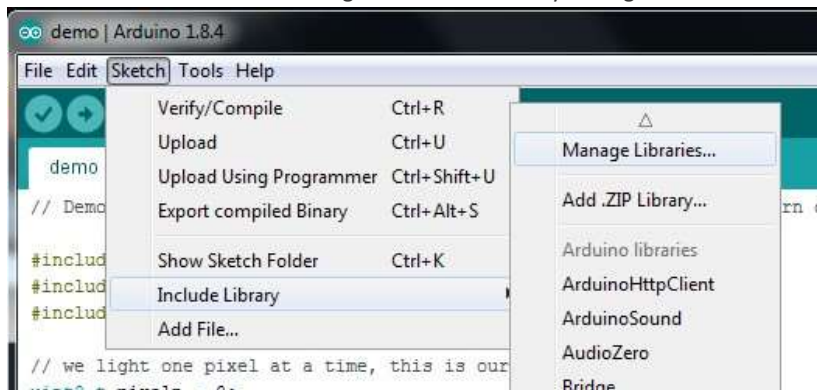 demo | Arduino 1.8.4
File Edit Sketch Tools Help
Verify/Compile Ctrl+R
Upload Ctrl+U
Upload Using Programmer Ctrl+Shift+U
Export compiled Binary Ctrl+Alt+S
Show Sketch Folder Ctrl+K
Include Library
Add File...
Manage Libraries...
Add .ZIP Library...
Arduino libraries
ArduinoHttpClient
ArduinoSound
AudioZero
Bridge
demo
// Demo
#includ
#includ
#includ
// we light one pixel at a time, this is our